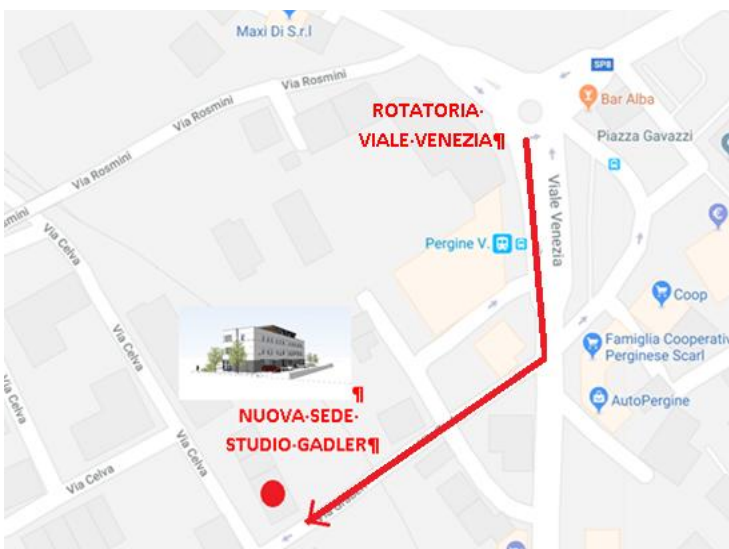 Maxi Di S.r.l
Via Rosmini
Via Rosmini
Via Rosmini
SP8
Bar Alba
ROTATORIA·
VIALE·VENEZIA¶
Piazza Gavazzi
Viale Venezia
Via Celva
Pergine V.
Coop
Via Celva
Famiglia Cooperativ
Perginese Scarl
Via Celva
¶
NUOVA·SEDE·
STUDIO·GADLER¶
AutoPergine
Via Celva
Via Celva